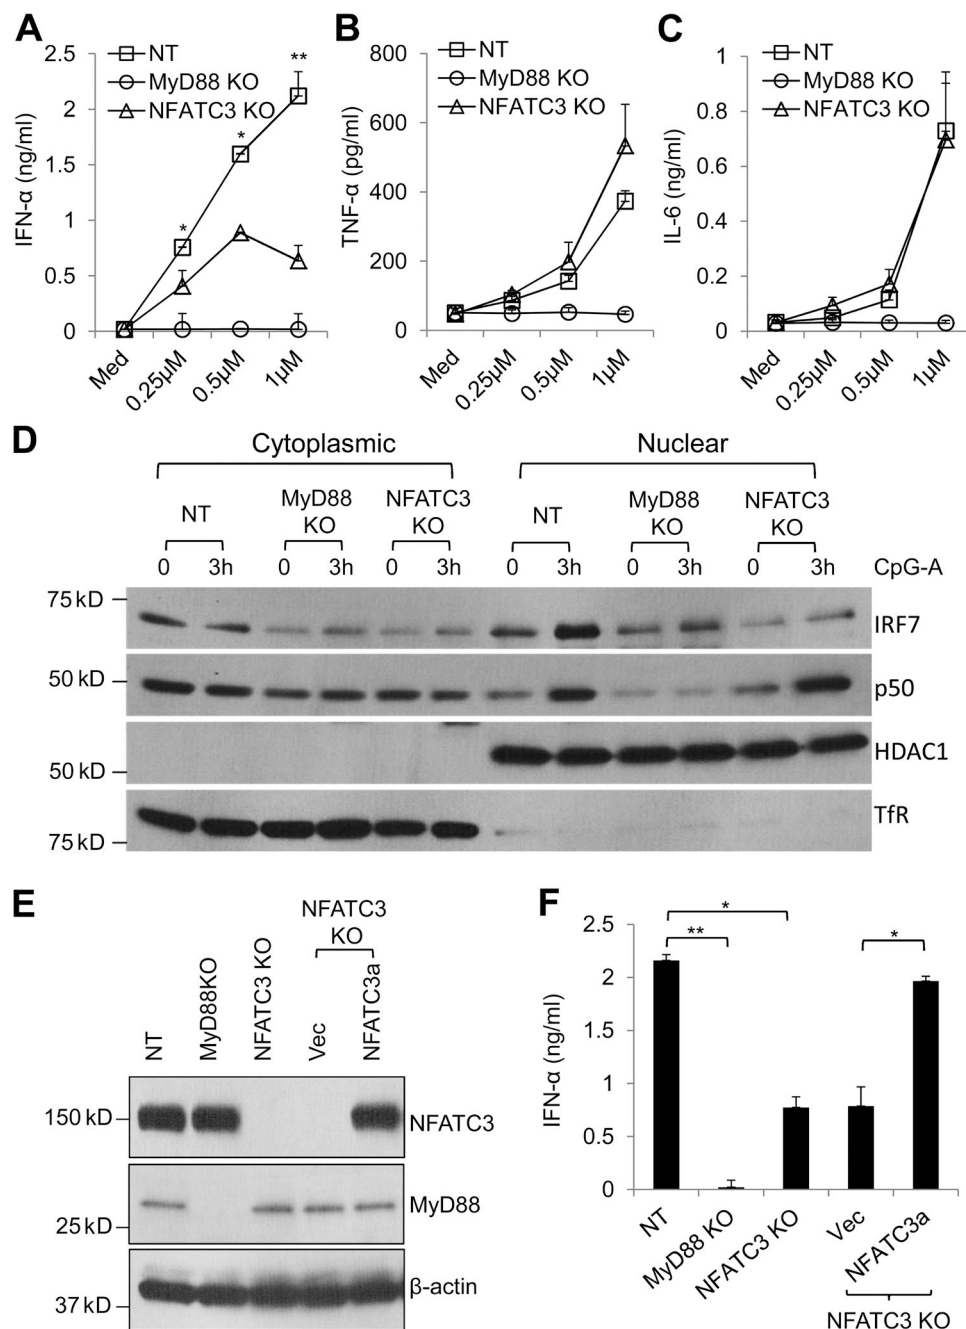 A
IFN-α (ng/ml)
2.5
2
1.5
1
0.5
0
NT
MyD88 KO
NFATC3 KO
*
*
**
Med
0.25μM
0.5μM
1μM
B
TNF-α (pg/ml)
800
600
400
200
0
NT
MyD88 KO
NFATC3 KO
Med
0.25μM
0.5μM
1μM
C
IL-6 (ng/ml)
1
0.8
0.6
0.4
0.2
0
NT
MyD88 KO
NFATC3 KO
Med
0.25μM
0.5μM
1μM
D
Cytoplasmic
Nuclear
NT
MyD88
KO
NFATC3
KO
NT
MyD88
KO
NFATC3
KO
0 3h 0 3h 0 3h 0 3h 0 3h 0 3h CpG-A
75 kD
IRF7
50 kD
p50
HDAC1
50 kD
TfR
75 kD
E
NFATC3
KO
NT
MyD88KO
NFATC3 KO
Vec
NFATC3a
150 kD
NFATC3
MyD88
25 kD
β-actin
37 kD
F
IFN-α (ng/ml)
2.5
2
1.5
1
0.5
0
*
**
*
NT
MyD88 KO
NFATC3 KO
Vec
NFATC3a
NFATC3 KO